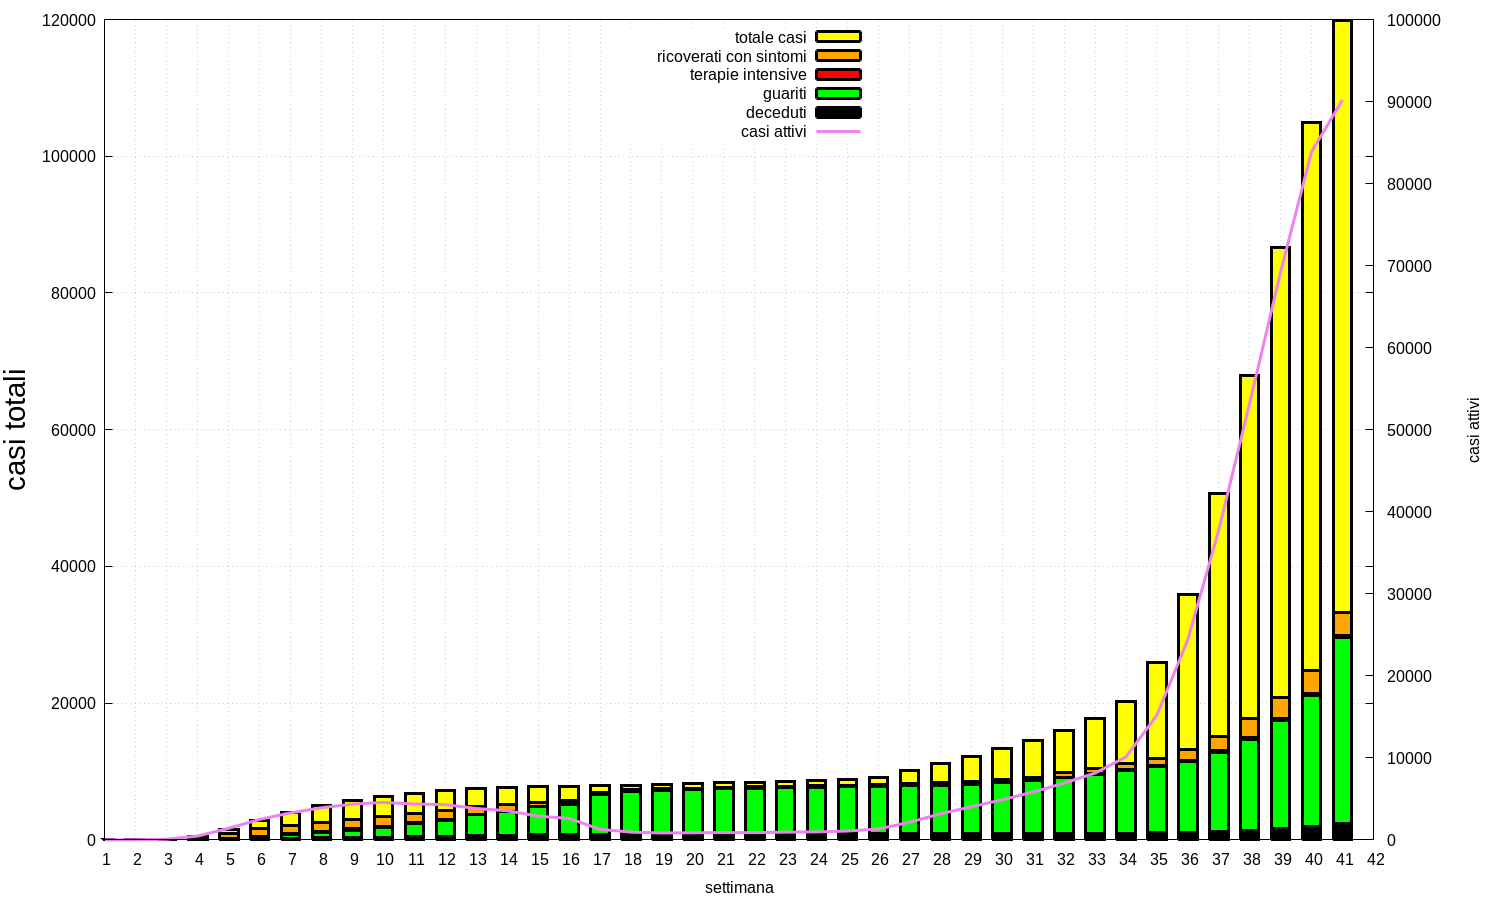 totale casi
ricoverati con sintomi
terapie intensive
guariti
deceduti
casi attivi
120000
100000
80000
60000
40000
20000
0
casi totali
100000
90000
80000
70000
60000
50000
40000
30000
20000
10000
0
casi attivi
1 2 3 4 5 6 7 8 9 10 11 12 13 14 15 16 17 18 19 20 21 22 23 24 25 26 27 28 29 30 31 32 33 34 35 36 37 38 39 40 41 42
settimana